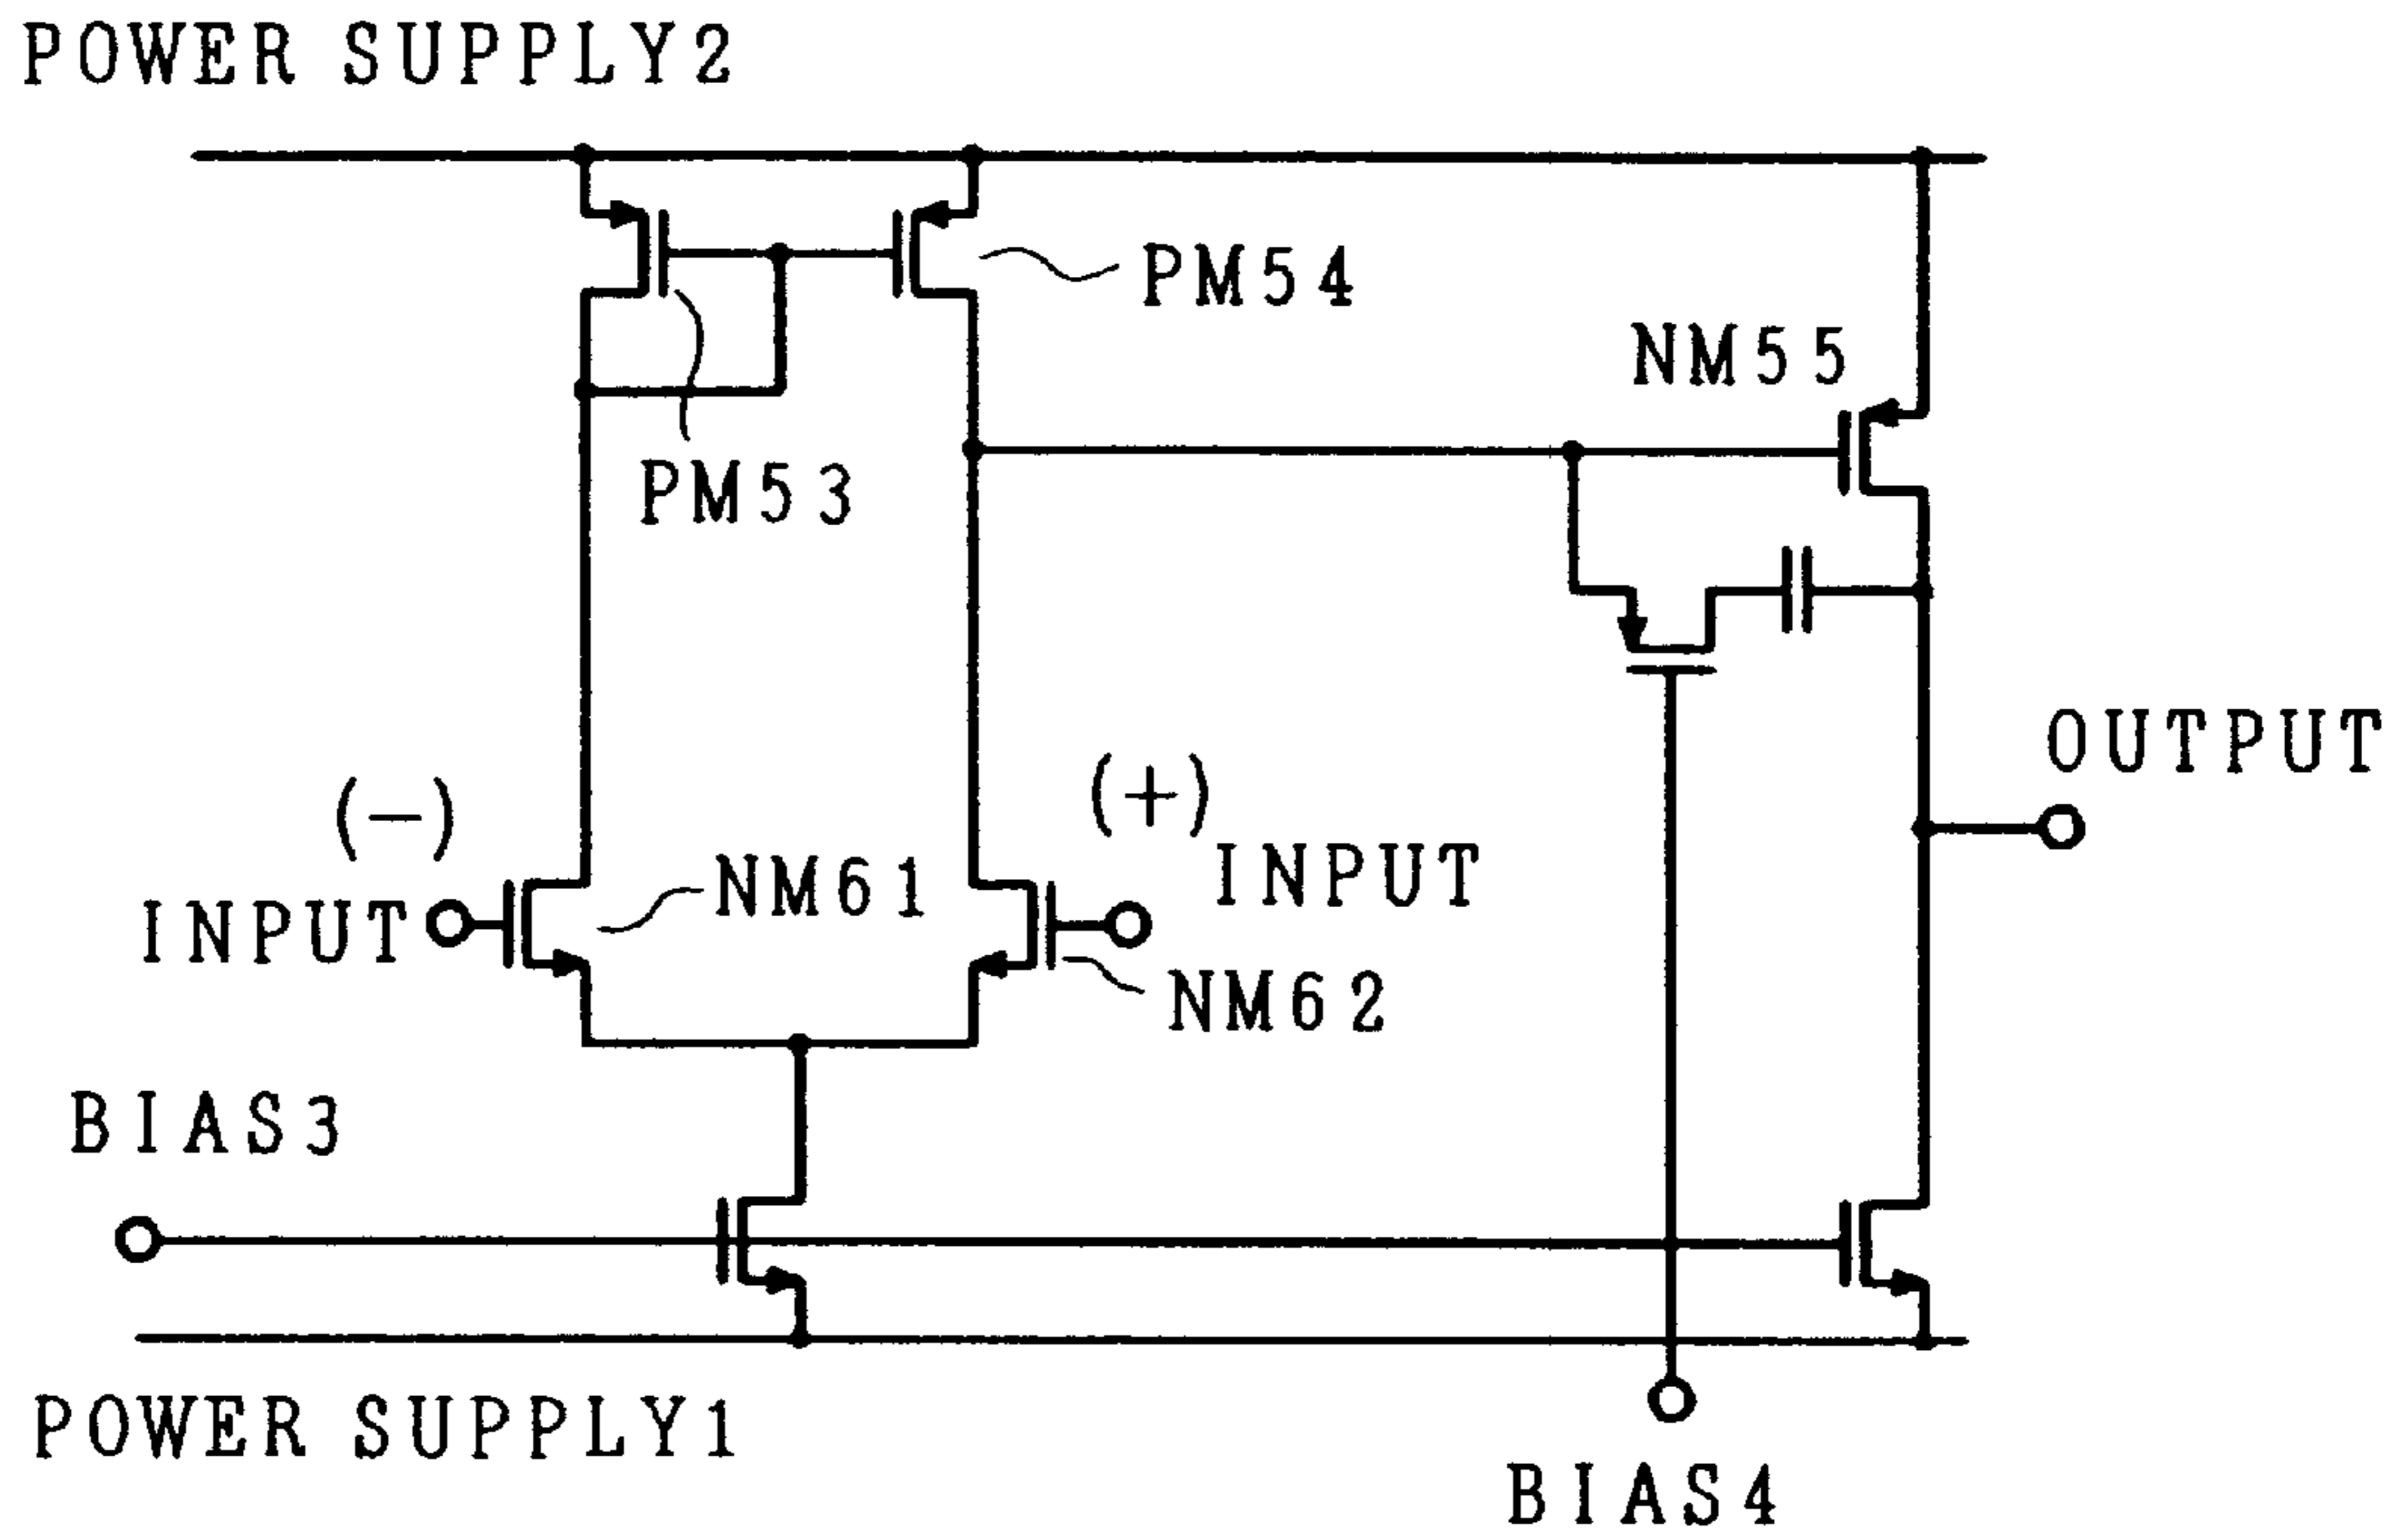 POWER SUPPLY2
PM54
NM55
PM53
OUTPUT
(−)
(+)
INPUT
NM61
INPUT
NM62
BIAS3
POWER SUPPLY1
BIAS4